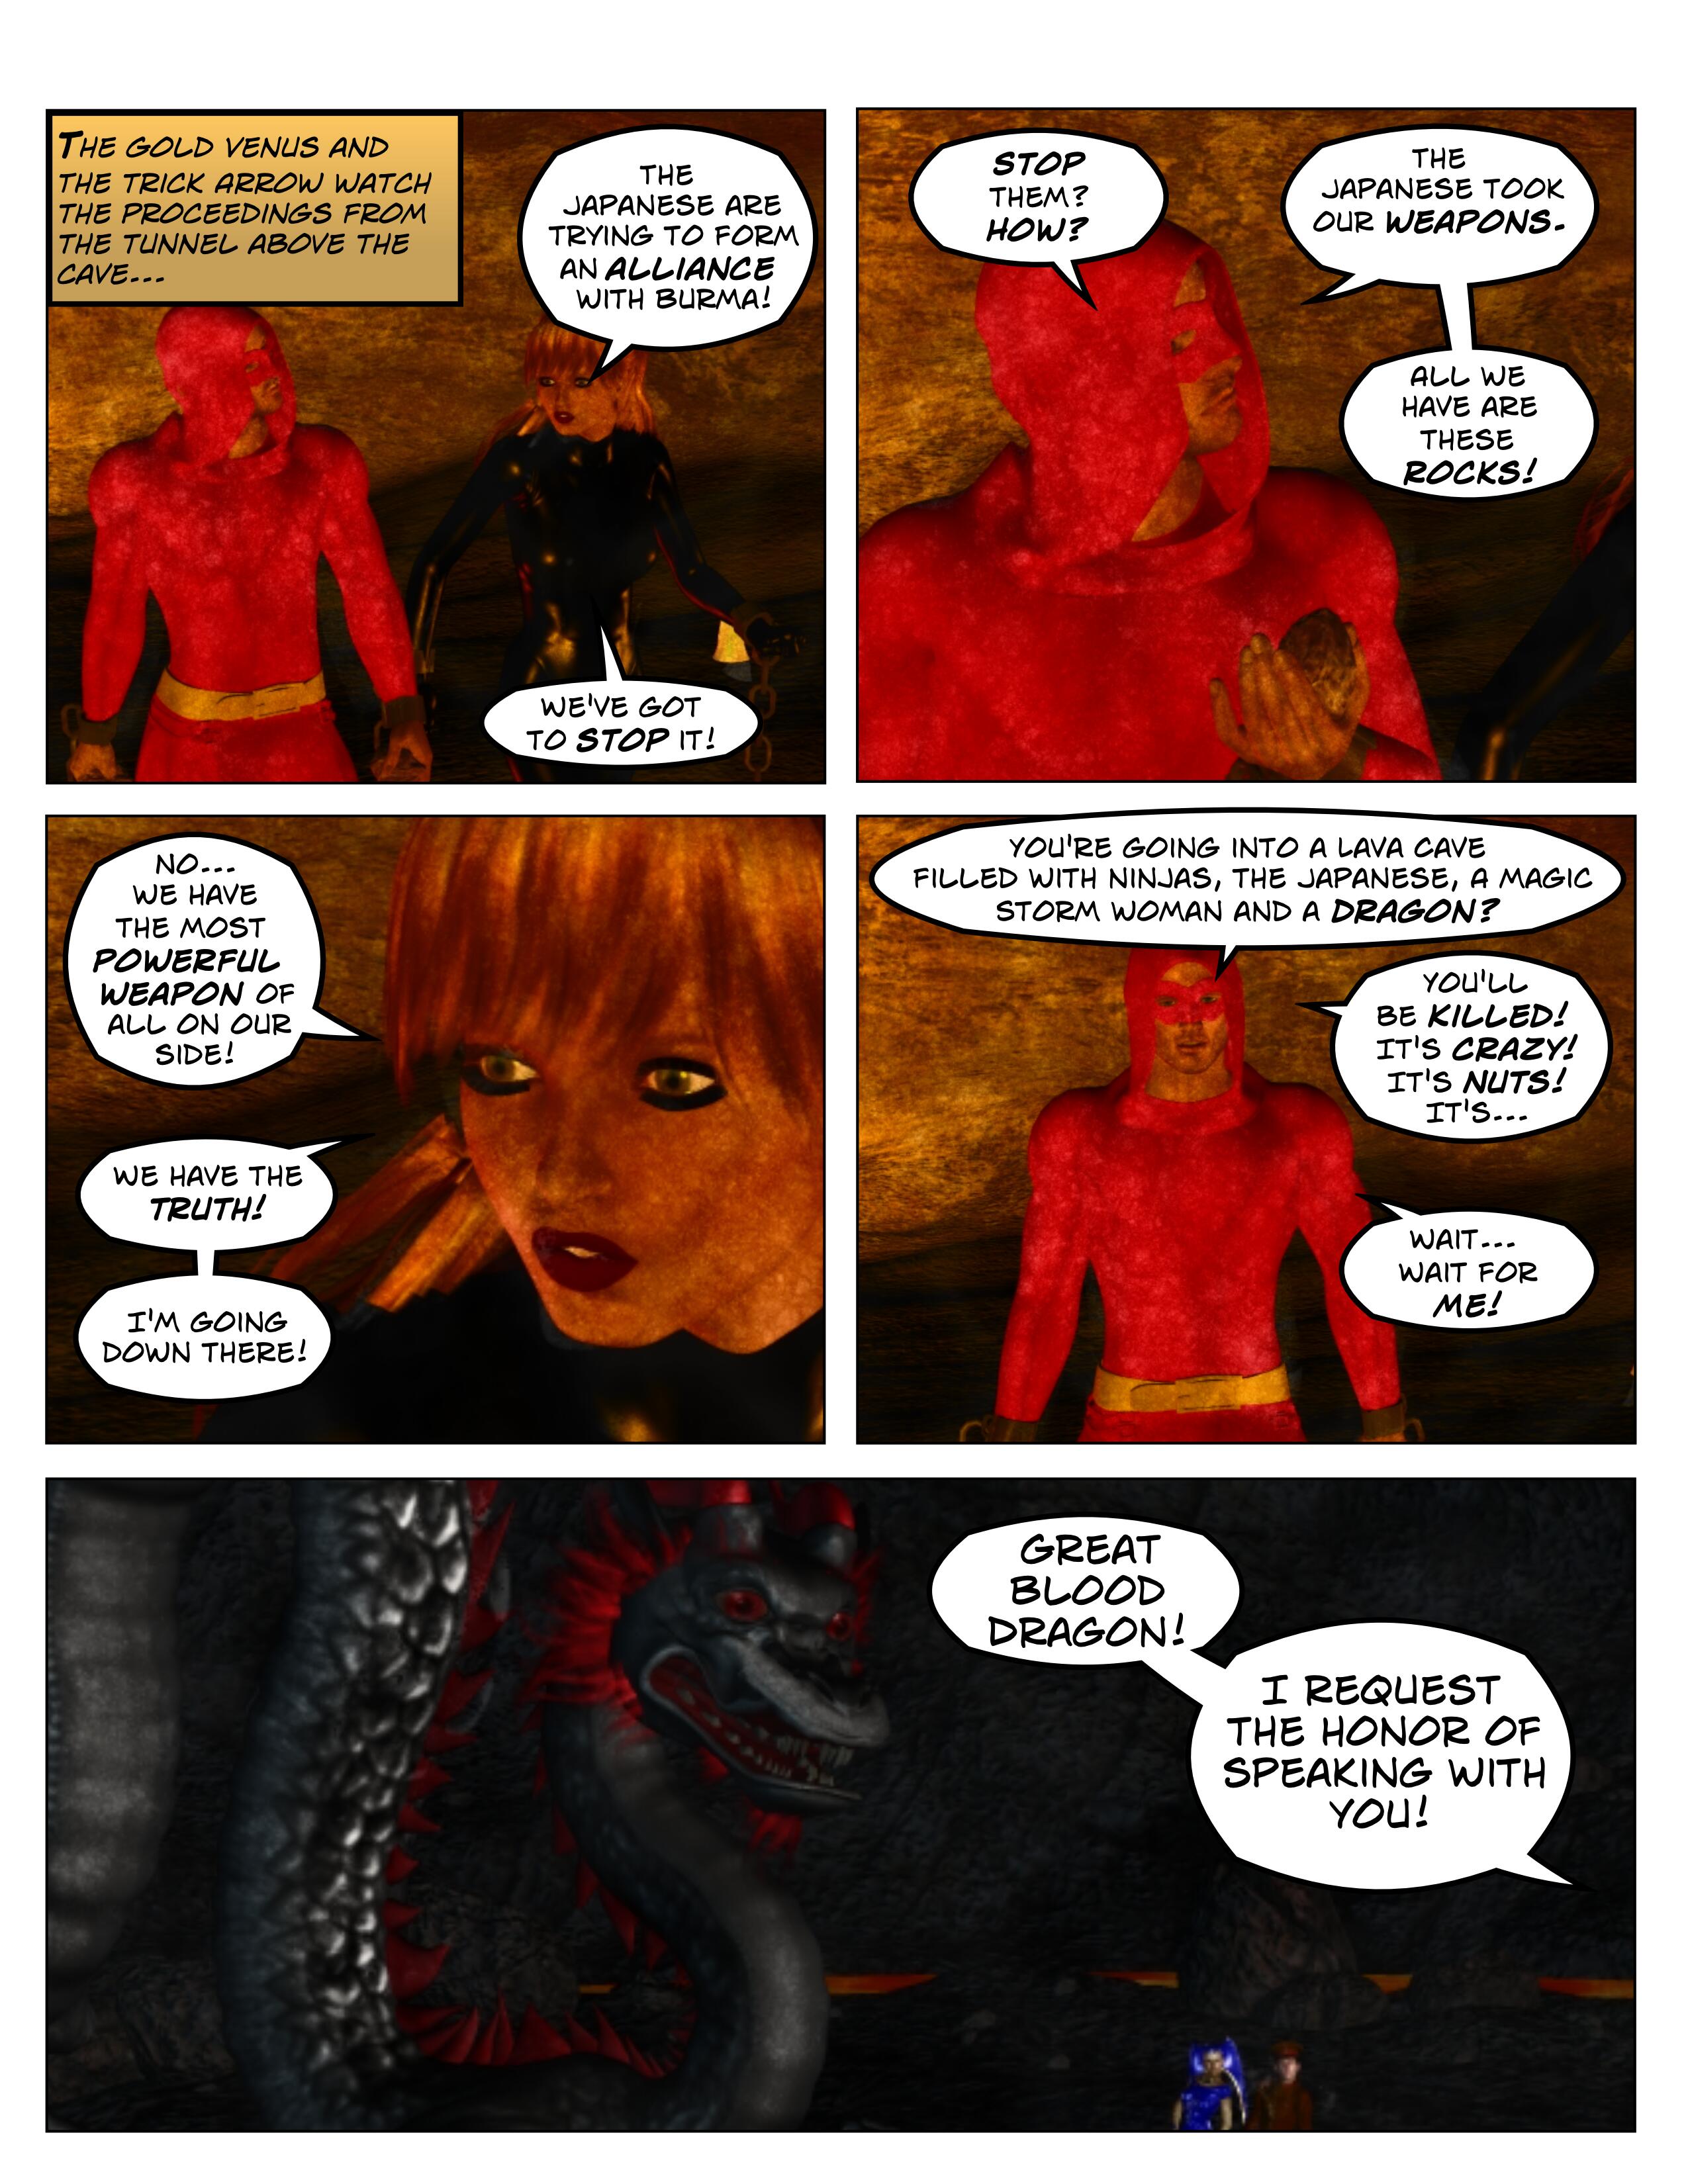 THE GOLD VENUS AND
THE TRICK ARROW WATCH
THE PROCEEDINGS FROM
THE TUNNEL ABOVE THE
CAVE...
THE
JAPANESE ARE
TRYING TO FORM
AN ALLIANCE
WITH BURMA!
WE'VE GOT
TO STOP IT!
STOP
THEM?
HOW?
THE
JAPANESE TOOK
OUR WEAPONS.
ALL WE
HAVE ARE
THESE
ROCKS!
NO...
WE HAVE
THE MOST
POWERFUL
WEAPON OF
ALL ON OUR
SIDE!
WE HAVE THE
TRUTH!
I'M GOING
DOWN THERE!
YOU'RE GOING INTO A LAVA CAVE
FILLED WITH NINJAS, THE JAPANESE, A MAGIC
STORM WOMAN AND A DRAGON?
YOU'LL
BE KILLED!
IT'S CRAZY!
IT'S NUTS!
IT'S...
WAIT...
WAIT FOR
ME!
GREAT
BLOOD
DRAGON!
I REQUEST
THE HONOR OF
SPEAKING WITH
YOU!